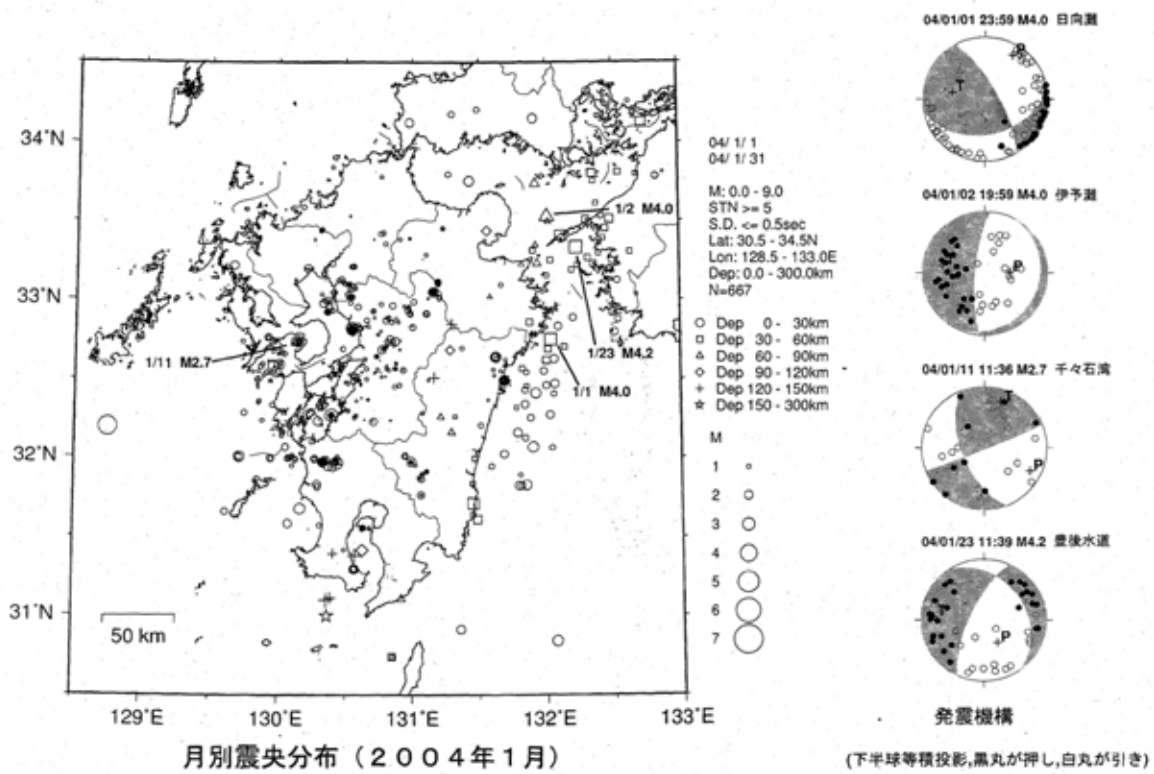 34°N
33°N
32°N
31°N
129°E
130°E
131°E
132°E
133°E
50 km
1/2 M4.0
1/11 M2.7
1/23 M4.2
1/1 M4.0
月別震央分布（２００４年１月）
04/ 1/ 1
04/ 1/ 31
M: 0.0 - 9.0
STN >= 5
S.D. <= 0.5sec
Lat: 30.5 - 34.5N
Lon: 128.5 - 133.0E
Dep: 0.0 - 300.0km
N=667
Dep 0 - 30km
Dep 30 - 60km
Dep 60 - 90km
Dep 90 - 120km
Dep 120 - 150km
Dep 150 - 300km
M
1
2
3
4
5
6
7
04/01/01 23:59 M4.0 日向灘
T
04/01/02 19:59 M4.0 伊予灘
P
04/01/11 11:36 M2.7 千々石湾
T
P
04/01/23 11:39 M4.2 豊後水道
P
発震機構
(下半球等積投影,黒丸が押し,白丸が引き)